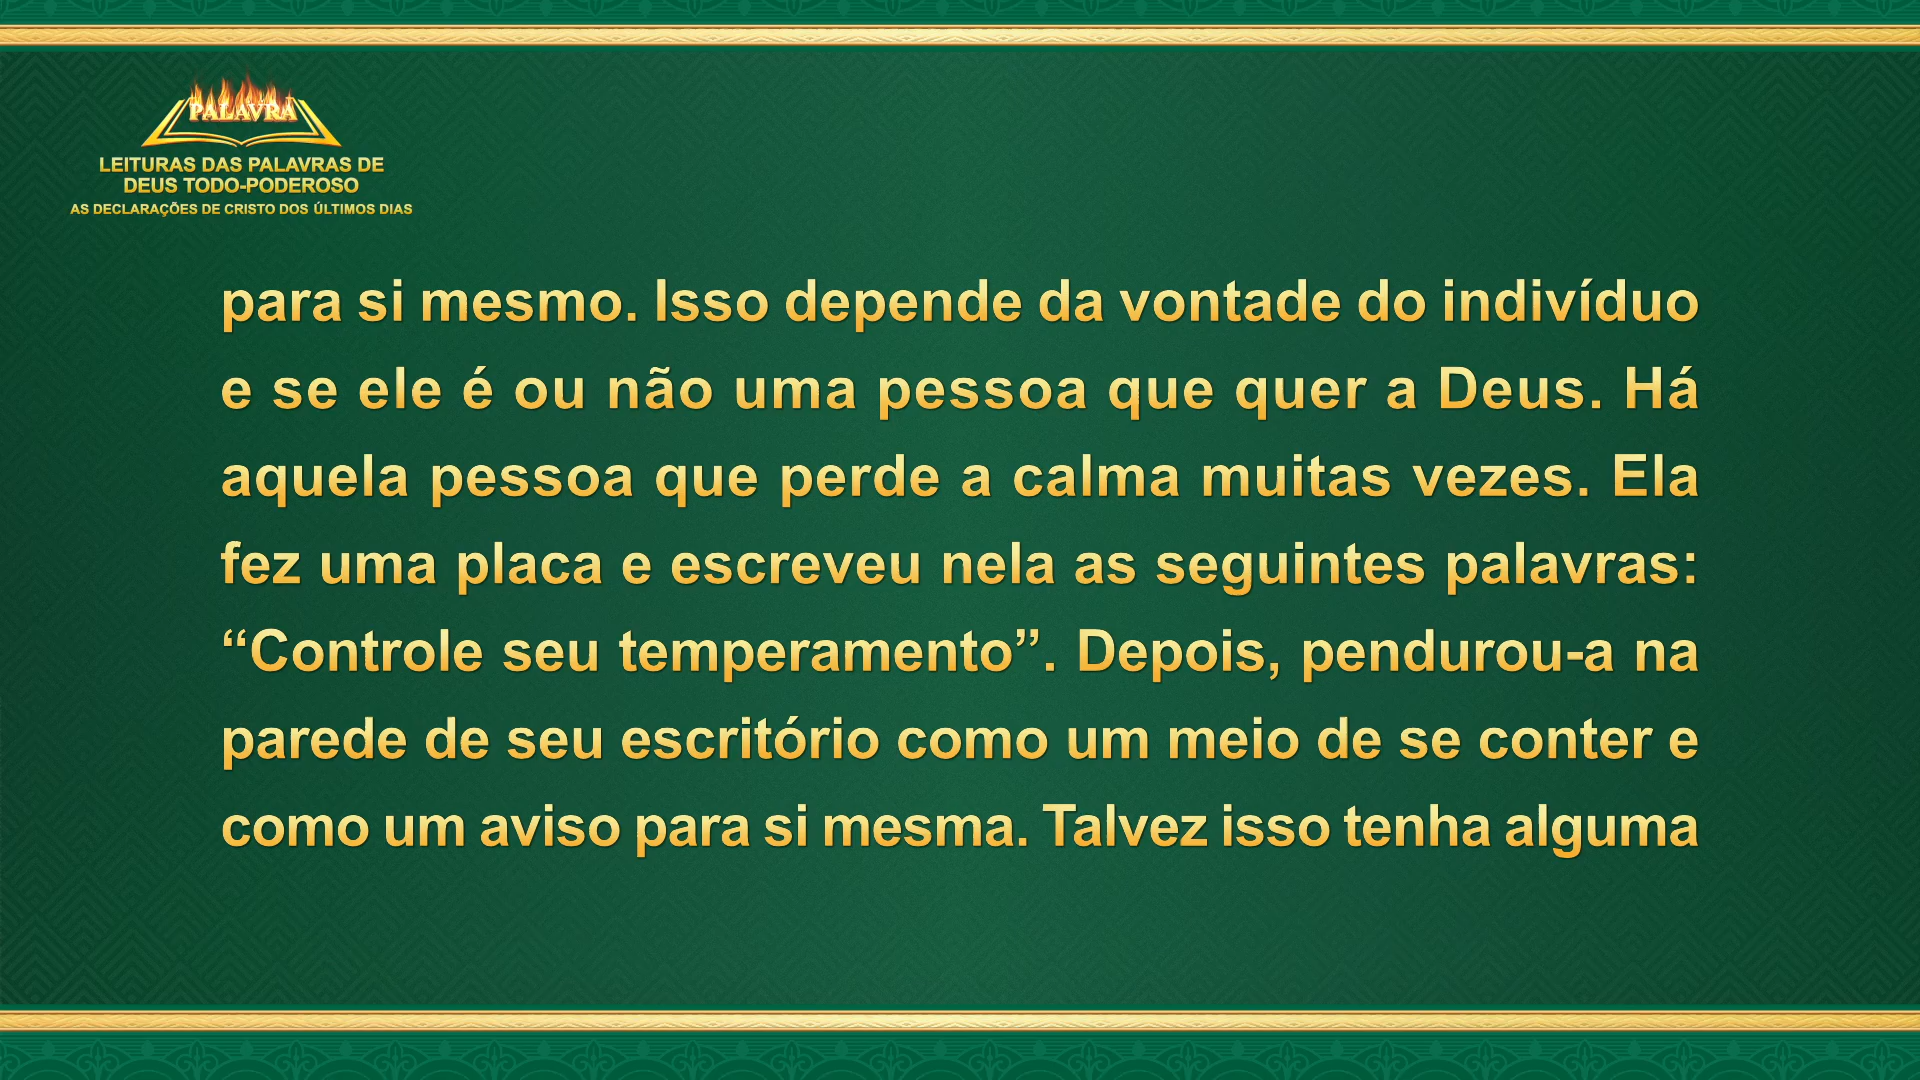 PALAVRA
LEITURAS DAS PALAVRAS DE
DEUS TODO-PODEROSO
AS DECLARAÇÕES DE CRISTO DOS ÚLTIMOS DIAS
para si mesmo. Isso depende da vontade do indivíduo
e se ele é ou não uma pessoa que quer a Deus. Há
aquela pessoa que perde a calma muitas vezes. Ela
fez uma placa e escreveu nela as seguintes palavras:
“Controle seu temperamento”. Depois, pendurou-a na
parede de seu escritório como um meio de se conter e
como um aviso para si mesma. Talvez isso tenha alguma